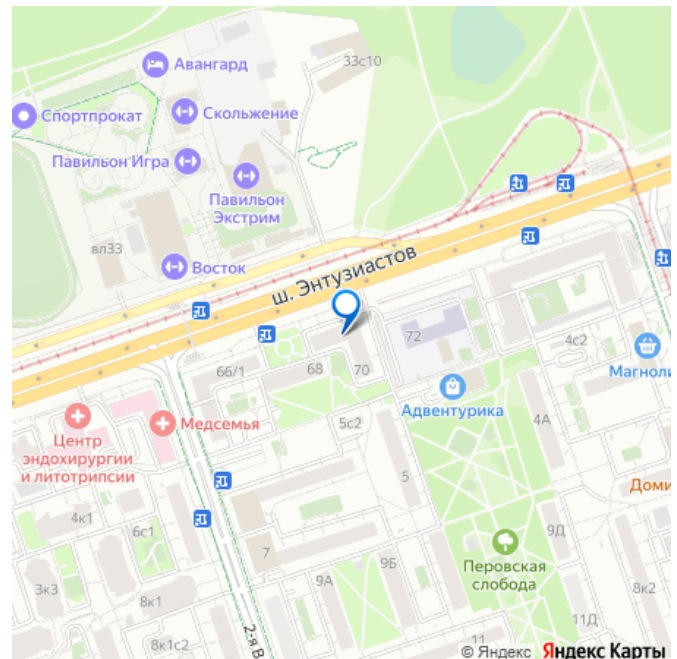 Авангард
33с10
Спортпрокат
Скольжение
Павильон Игра
Павильон
Экстрим
вл33
Восток
ш. Энтузиастов
72
4с2
66/1
68
70
Магноли
Адвентурика
Медсемья
5с2
4А
Центр
эндохирургии
и литотрипсии
5
Доми
4к1
6с1
7
9Д
Перовская
слобода
9Б
9А
3к3
8к1
8к2
11Д
2-я В
8к1с2
11
© Яндекс Яндекс Карты